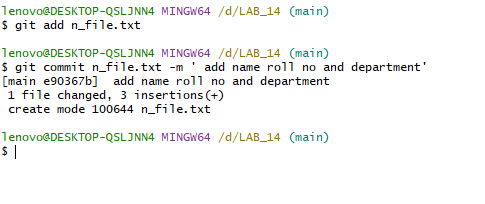 lenovo@DESKTOP-QSLJNN4 MINGW64 /d/LAB_14 (main)
$ git add n_file.txt
lenovo@DESKTOP-QSLJNN4 MINGW64 /d/LAB_14 (main)
$ git commit n_file.txt -m ' add name roll no and department'
[main e90367b]  add name roll no and department
 1 file changed, 3 insertions(+)
 create mode 100644 n_file.txt
lenovo@DESKTOP-QSLJNN4 MINGW64 /d/LAB_14 (main)
$